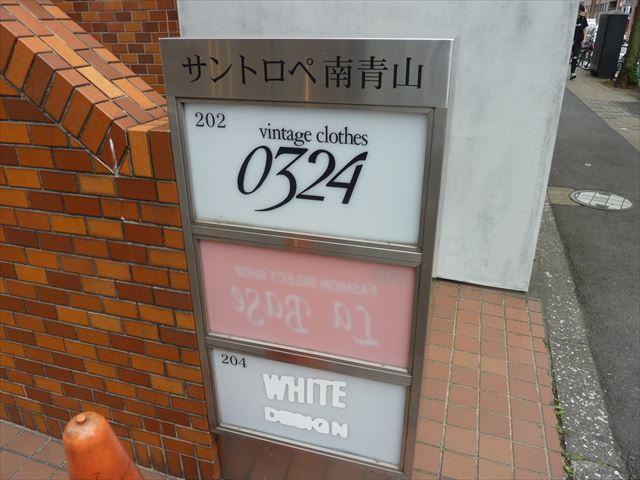 サントロペ南青山
202
vintage clothes
0324
FASHION SELECT SHOP
La Base
204
WHITE
DESIGN